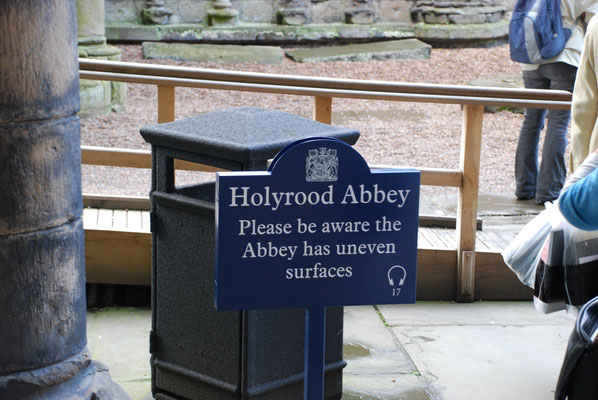 Holyrood Abbey
Please be aware the
Abbey has uneven
surfaces
17